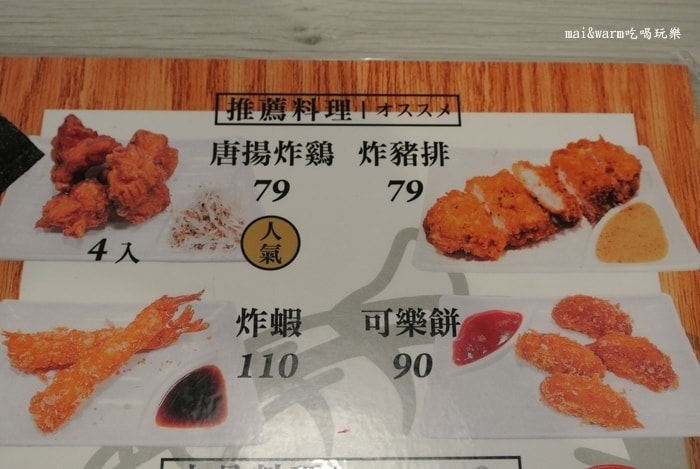 mai&warm吃喝玩樂
推薦料理|オススメ
唐揚炸鷄 炸豬排
79 79
人氣
4入
炸蝦 可樂餅
110 90